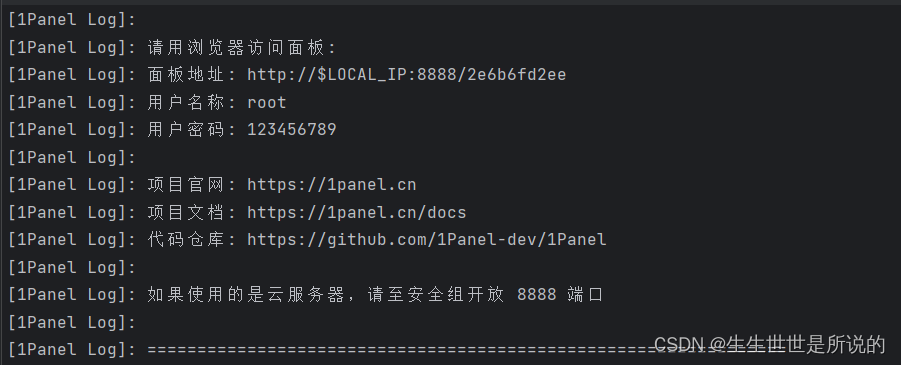 [1Panel Log]:
[1Panel Log]: 请用浏览器访问面板:
[1Panel Log]: 面板地址: http://$LOCAL_IP:8888/2e6b6fd2ee
[1Panel Log]: 用户名称: root
[1Panel Log]: 用户密码: 123456789
[1Panel Log]:
[1Panel Log]: 项目官网: https://1panel.cn
[1Panel Log]: 项目文档: https://1panel.cn/docs
[1Panel Log]: 代码仓库: https://github.com/1Panel-dev/1Panel
[1Panel Log]:
[1Panel Log]: 如果使用的是云服务器，请至安全组开放 8888 端口
[1Panel Log]:
[1Panel Log]: ================================================================
CSDN @生生世世是所说的